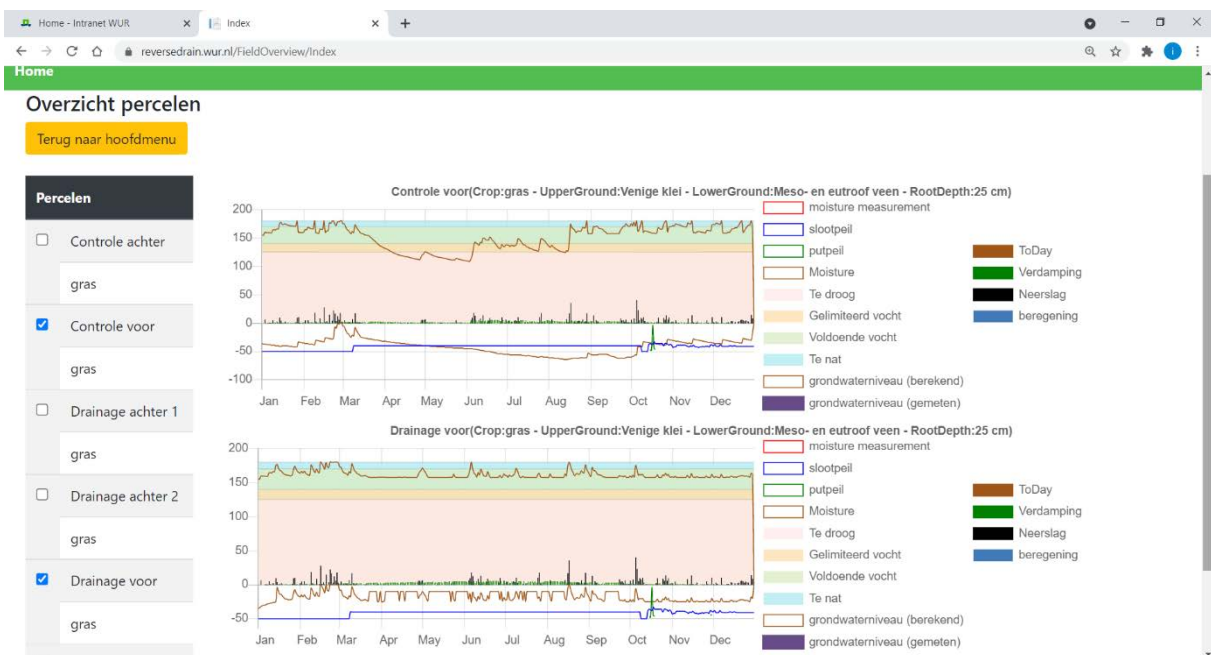 Home - Intranet WUR
Index
reversedrain.wur.nl/FieldOverview/Index
Home
Overzicht percelen
Terug naar hoofdmenu
Percelen
Controle achter
gras
Controle voor
gras
Drainage achter 1
gras
Drainage achter 2
gras
Drainage voor
gras
Controle voor(Crop:gras - UpperGround:Venige klei - LowerGround:Meso- en eutroof veen - RootDepth:25 cm)
200
150
100
50
0
-50
-100
Jan Feb Mar Apr May Jun Jul Aug Sep Oct Nov Dec
moisture measurement
slootpeil
putpeil
Moisture
Te droog
Gelimiteerd vocht
Voldoende vocht
Te nat
grondwaterniveau (berekend)
grondwaterniveau (gemeten)
ToDay
Verdamping
Neerslag
beregening
Drainage voor(Crop:gras - UpperGround:Venige klei - LowerGround:Meso- en eutroof veen - RootDepth:25 cm)
200
150
100
50
0
-50
Jan Feb Mar Apr May Jun Jul Aug Sep Oct Nov Dec
moisture measurement
slootpeil
putpeil
Moisture
Te droog
Gelimiteerd vocht
Voldoende vocht
Te nat
grondwaterniveau (berekend)
grondwaterniveau (gemeten)
ToDay
Verdamping
Neerslag
beregening